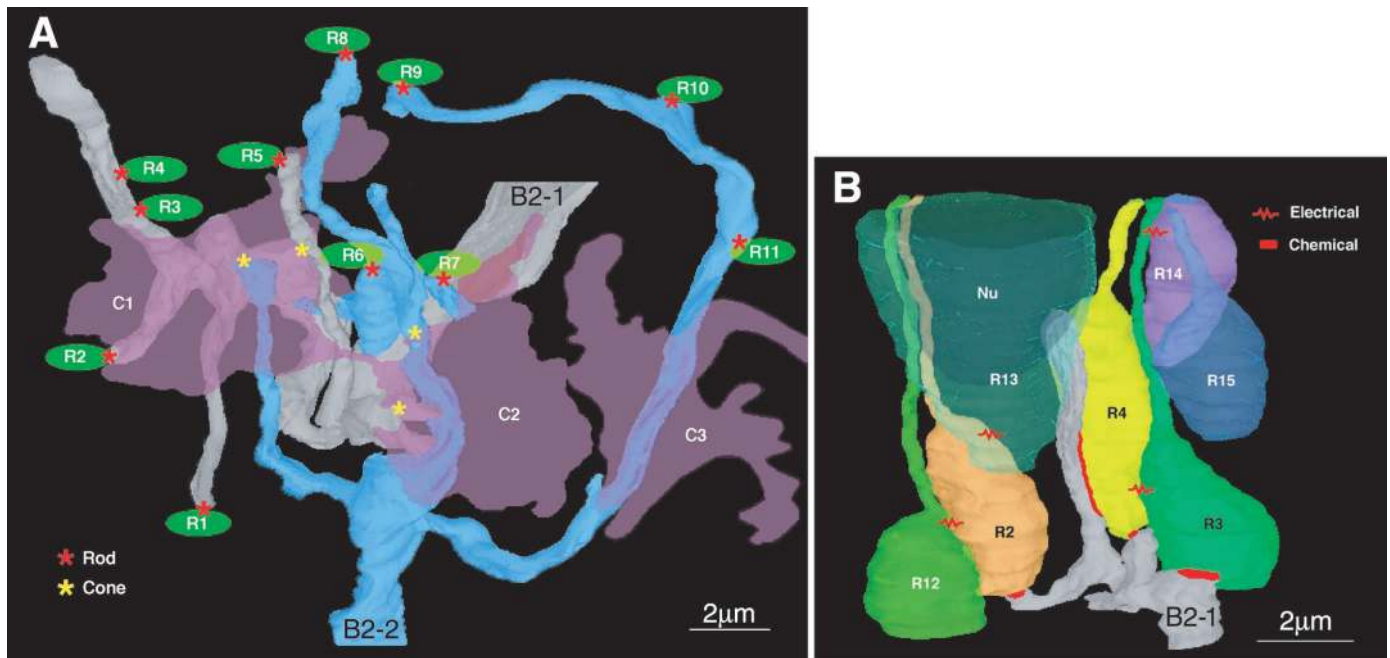 A
R8
R9
R10
R5
R4
R3
B2-1
R6
R7
R11
C1
R2
C2
C3
R1
* Rod
* Cone
B2-2
2µm
B
Electrical
Chemical
R14
Nu
R13
R15
R4
R2
R3
R12
B2-1
2µm